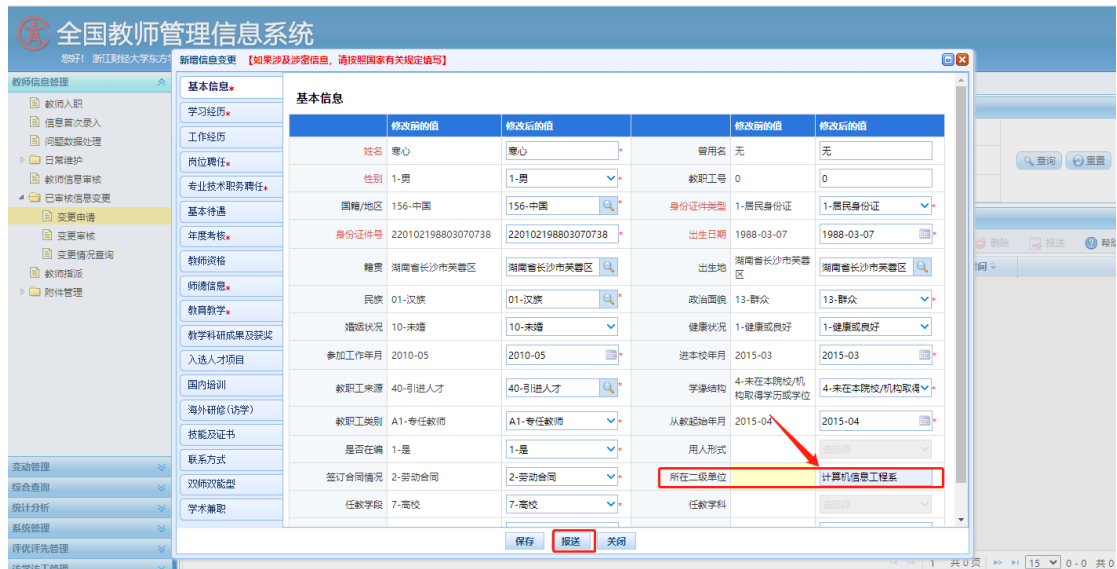 全国教师管理信息系统
您好! 浙江财经大学东方学
新增信息变更 【如果涉及涉密信息，请按照国家有关规定填写】
教师信息管理
教师入职
信息首次录入
问题数据处理
日常维护
教师信息审核
已审核信息变更
变更申请
变更审核
变更情况查询
教师指派
附件管理
变动管理
综合查询
统计分析
系统管理
评优评先管理
基本信息*
学习经历*
工作经历
岗位聘任*
专业技术职务聘任*
基本待遇
年度考核*
教师资格
师德信息*
教育教学*
教学科研成果及获奖
入选人才项目
国内培训
海外研修(访学)
技能及证书
联系方式
双师双能型
学术兼职
基本信息
修改前的值 修改后的值 修改前的值 修改后的值
姓名 寒心 寒心 * 曾用名 无 无
性别 1-男 1-男 * 教职工号 0 0
国籍/地区 156-中国 156-中国 * 身份证件类型 1-居民身份证 1-居民身份证 *
身份证件号 220102198803070738 220102198803070738 * 出生日期 1988-03-07 1988-03-07 *
籍贯 湖南省长沙市芙蓉区 湖南省长沙市芙蓉区 出生地 湖南省长沙市芙蓉区 湖南省长沙市芙蓉区
民族 01-汉族 01-汉族 * 政治面貌 13-群众 13-群众 *
婚姻状况 10-未婚 10-未婚 健康状况 1-健康或良好 1-健康或良好
参加工作年月 2010-05 2010-05 * 进本校年月 2015-03 2015-03 *
教职工来源 40-引进人才 40-引进人才 * 学缘结构 4-未在本院校/机构取得学历或学位 4-未在本院校/机构取得 *
教职工类别 A1-专任教师 A1-专任教师 * 从教起始年月 2015-04 2015-04 *
是否在编 1-是 1-是 * 用人形式 请选择
签订合同情况 2-劳动合同 2-劳动合同 * 所在二级单位 计算机信息工程系
任教学段 7-高校 7-高校 * 任教学科 请选择
保存 报送 关闭
查询 重置
删除 报送 帮助
间
1 共0页 15 0 - 0 共0